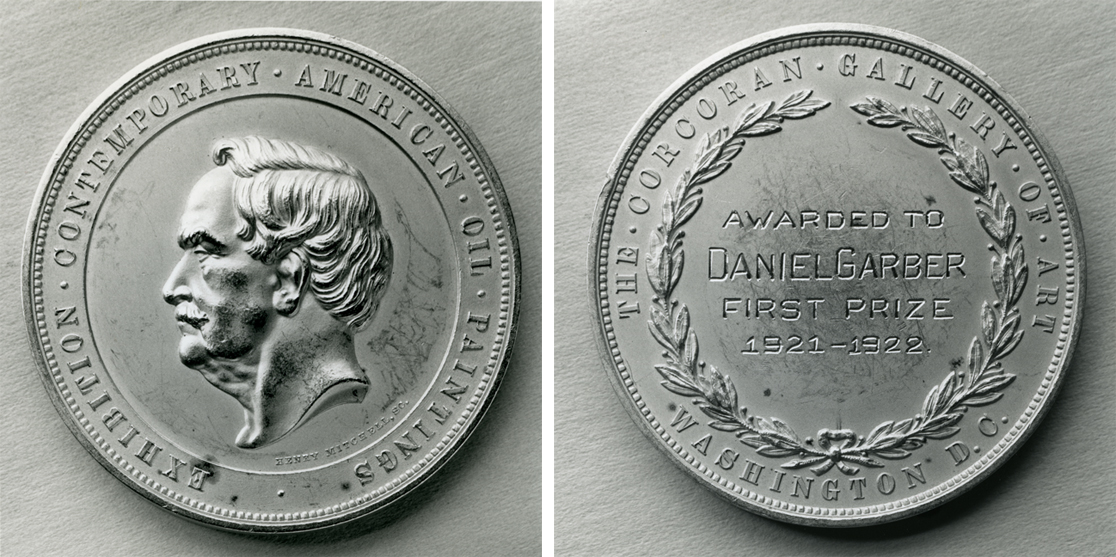 EXHIBITION · CONTEMPORARY · AMERICAN · OIL · PAINTINGS ·
HENRY MITCHELL, SC.
THE · CORCORAN · GALLERY · OF · ART
AWARDED TO
DANIEL GARBER
FIRST PRIZE
1921-1922.
WASHINGTON D.C.